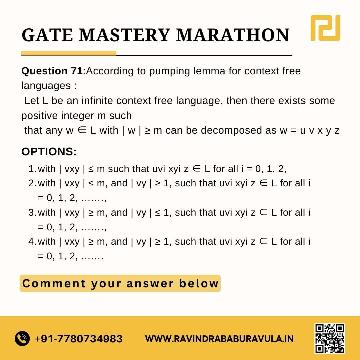 GATE MASTERY MARATHON
Question 71:According to pumping lemma for context free
languages :
Let L be an infinite context free language, then there exists some
positive integer m such
that any w ∈ L with | w | ≥ m can be decomposed as w = u v x y z
OPTIONS:
1.with | vxy | ≤ m such that uvi xyi z ∈ L for all i = 0, 1, 2,
2.with | vxy | ≤ m, and | vy | ≥ 1, such that uvi xyi z ∈ L for all i
= 0, 1, 2, …….,
3.with | vxy | ≥ m, and | vy | ≤ 1, such that uvi xyi z ∈ L for all i
= 0, 1, 2, …….,
4.with | vxy | ≥ m, and | vy | ≥ 1, such that uvi xyi z ∈ L for all i
= 0, 1, 2, …….
Comment your answer below
+91-7780734983 WWW.RAVINDRABABURAVULA.IN